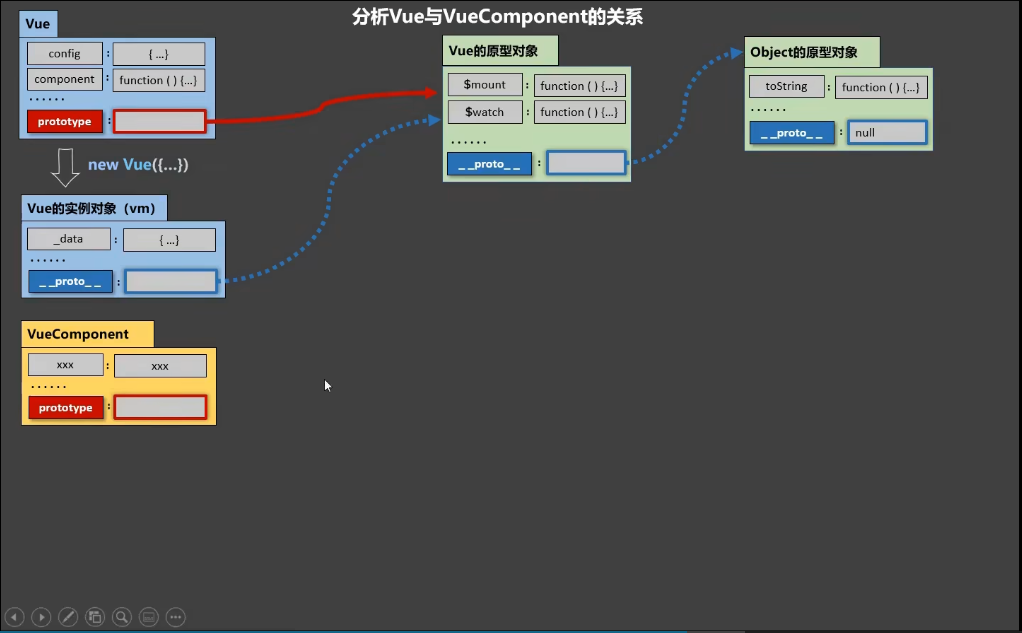 分析Vue与VueComponent的关系
Vue
config : { ...}
component : function ( ) {...}
······
prototype :
new Vue({...})
Vue的实例对象（vm）
_data : { ...}
······
_ _proto_ _ :
VueComponent
xxx : xxx
······
prototype :
Vue的原型对象
$mount : function ( ) {...}
$watch : function ( ) {...}
······
_ _proto_ _ :
Object的原型对象
toString : function ( ) {...}
······
_ _proto_ _ : null